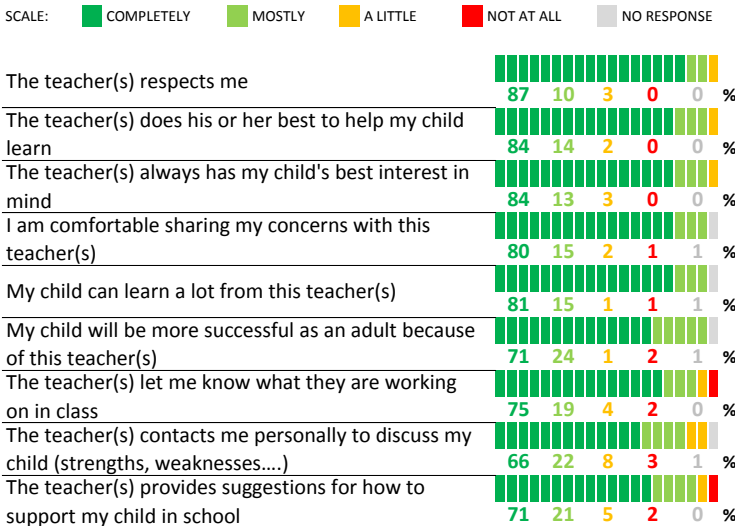 SCALE: COMPLETELY MOSTLY A LITTLE NOT AT ALL NO RESPONSE
The teacher(s) respects me
87 10 3 0 0 %
The teacher(s) does his or her best to help my child
learn
84 14 2 0 0 %
The teacher(s) always has my child's best interest in
mind
84 13 3 0 0 %
I am comfortable sharing my concerns with this
teacher(s)
80 15 2 1 1 %
My child can learn a lot from this teacher(s)
81 15 1 1 1 %
My child will be more successful as an adult because
of this teacher(s)
71 24 1 2 1 %
The teacher(s) let me know what they are working
on in class
75 19 4 2 0 %
The teacher(s) contacts me personally to discuss my
child (strengths, weaknesses....)
66 22 8 3 1 %
The teacher(s) provides suggestions for how to
support my child in school
71 21 5 2 0 %